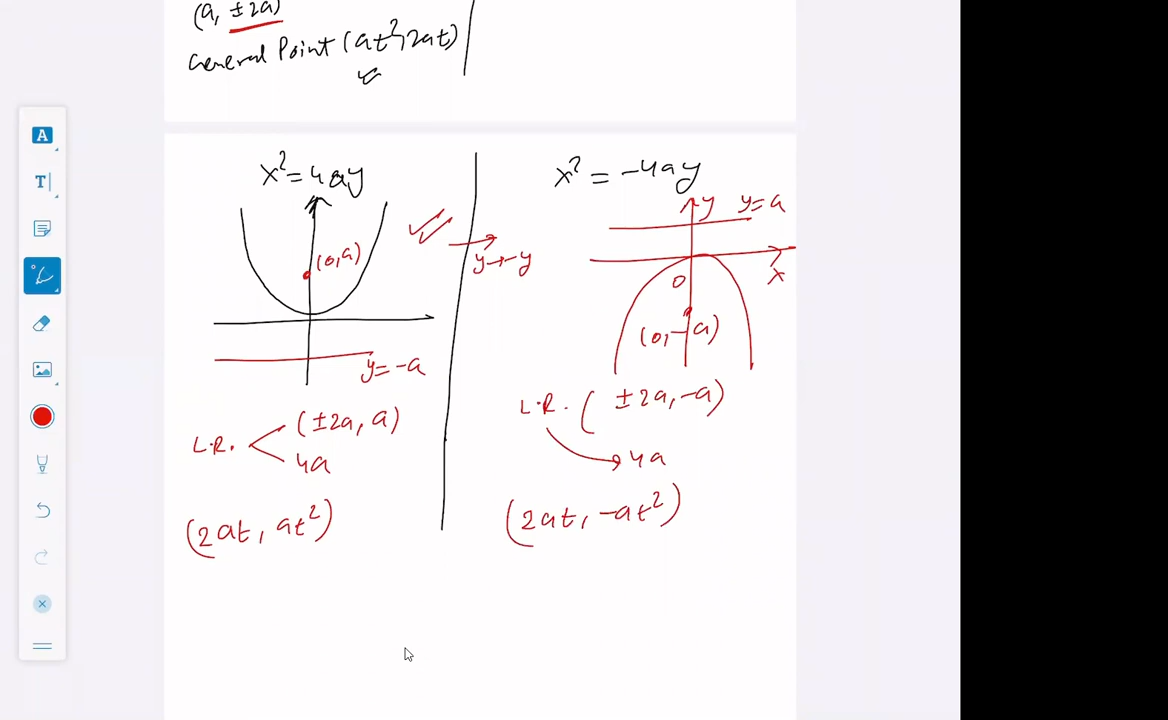 (a, ±2a)
General Point (at², 2at)
x² = 4ay
(0, a)
y = -a
L.R. (±2a, a)
4a
(2at, at²)
y → -y
x² = -4ay
y y = a
x
0
(0, -a)
L.R. ( ±2a, -a)
4a
(2at, -at²)
A
T